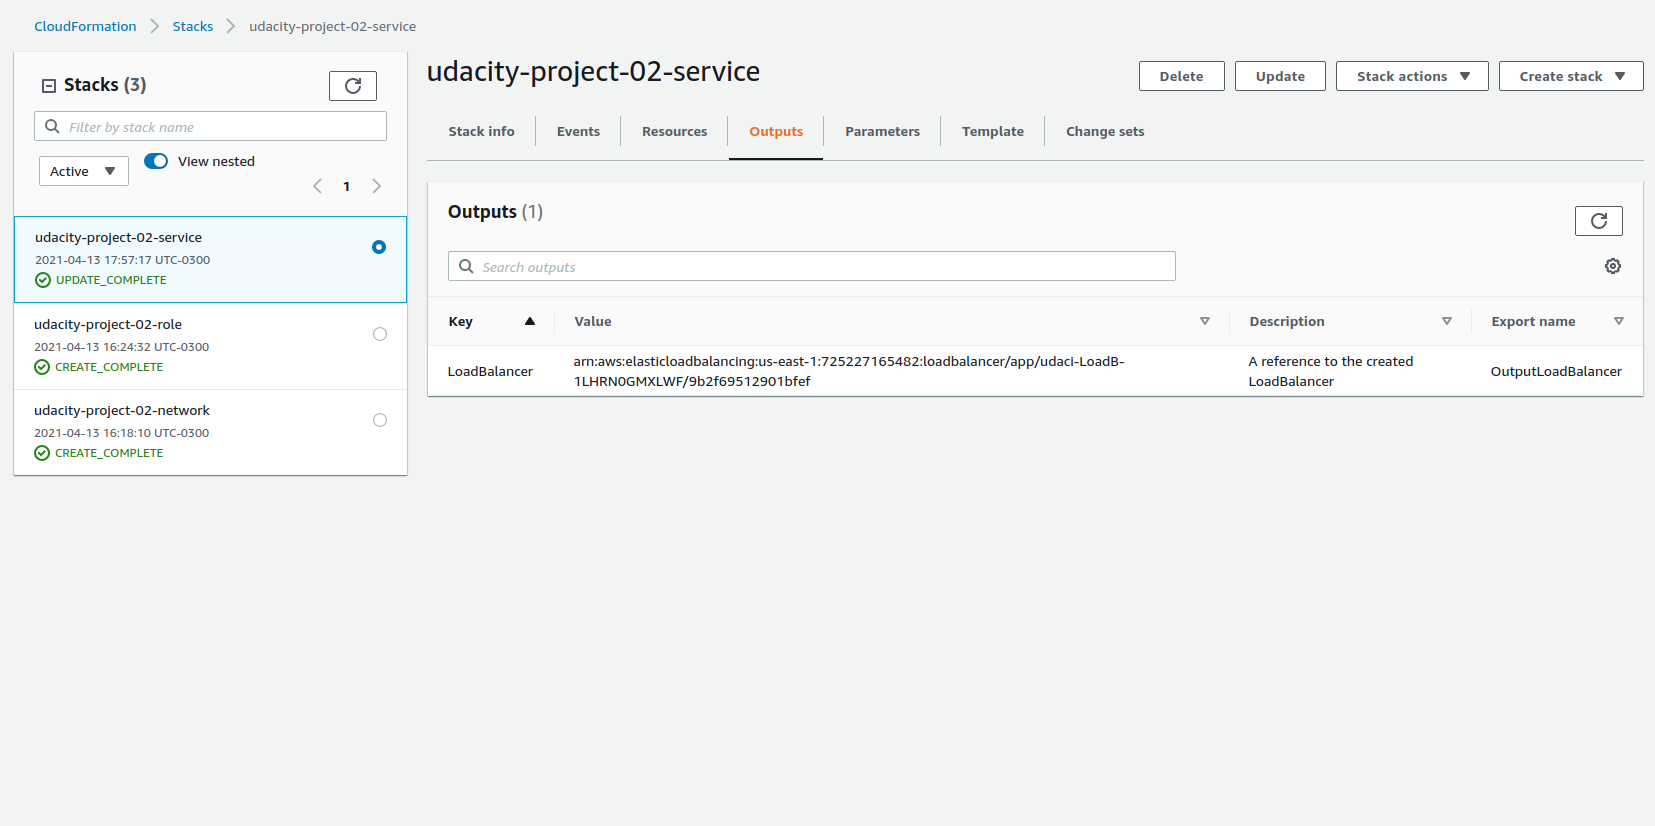 CloudFormation > Stacks > udacity-project-02-service
Stacks (3)
Filter by stack name
Active
View nested
1
udacity-project-02-service
2021-04-13 17:57:17 UTC-0300
UPDATE_COMPLETE
udacity-project-02-role
2021-04-13 16:24:32 UTC-0300
CREATE_COMPLETE
udacity-project-02-network
2021-04-13 16:18:10 UTC-0300
CREATE_COMPLETE
udacity-project-02-service
Delete Update Stack actions Create stack
Stack info Events Resources Outputs Parameters Template Change sets
Outputs (1)
Search outputs
Key Value Description Export name
LoadBalancer
arn:aws:elasticloadbalancing:us-east-1:725227165482:loadbalancer/app/udaci-LoadB-
1LHRN0GMXLWF/9b2f69512901bfef
A reference to the created
LoadBalancer
OutputLoadBalancer